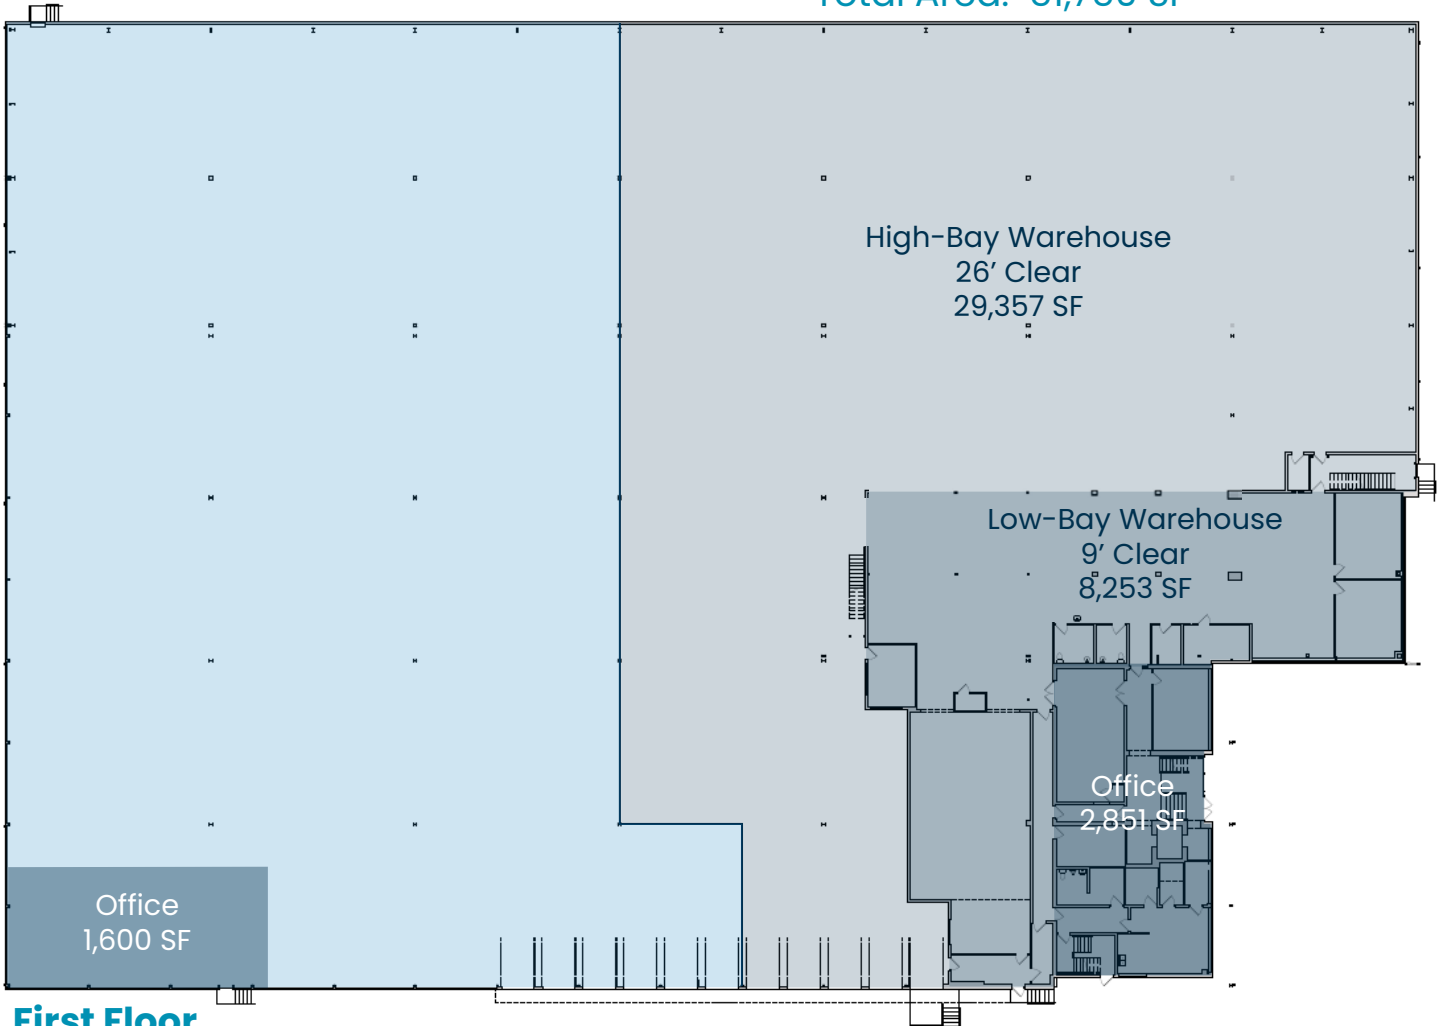 High-Bay Warehouse
26’ Clear
29,357 SF
Low-Bay Warehouse
9’ Clear
8,253 SF
Office
2,851 SF
Office
1,600 SF
First Floor